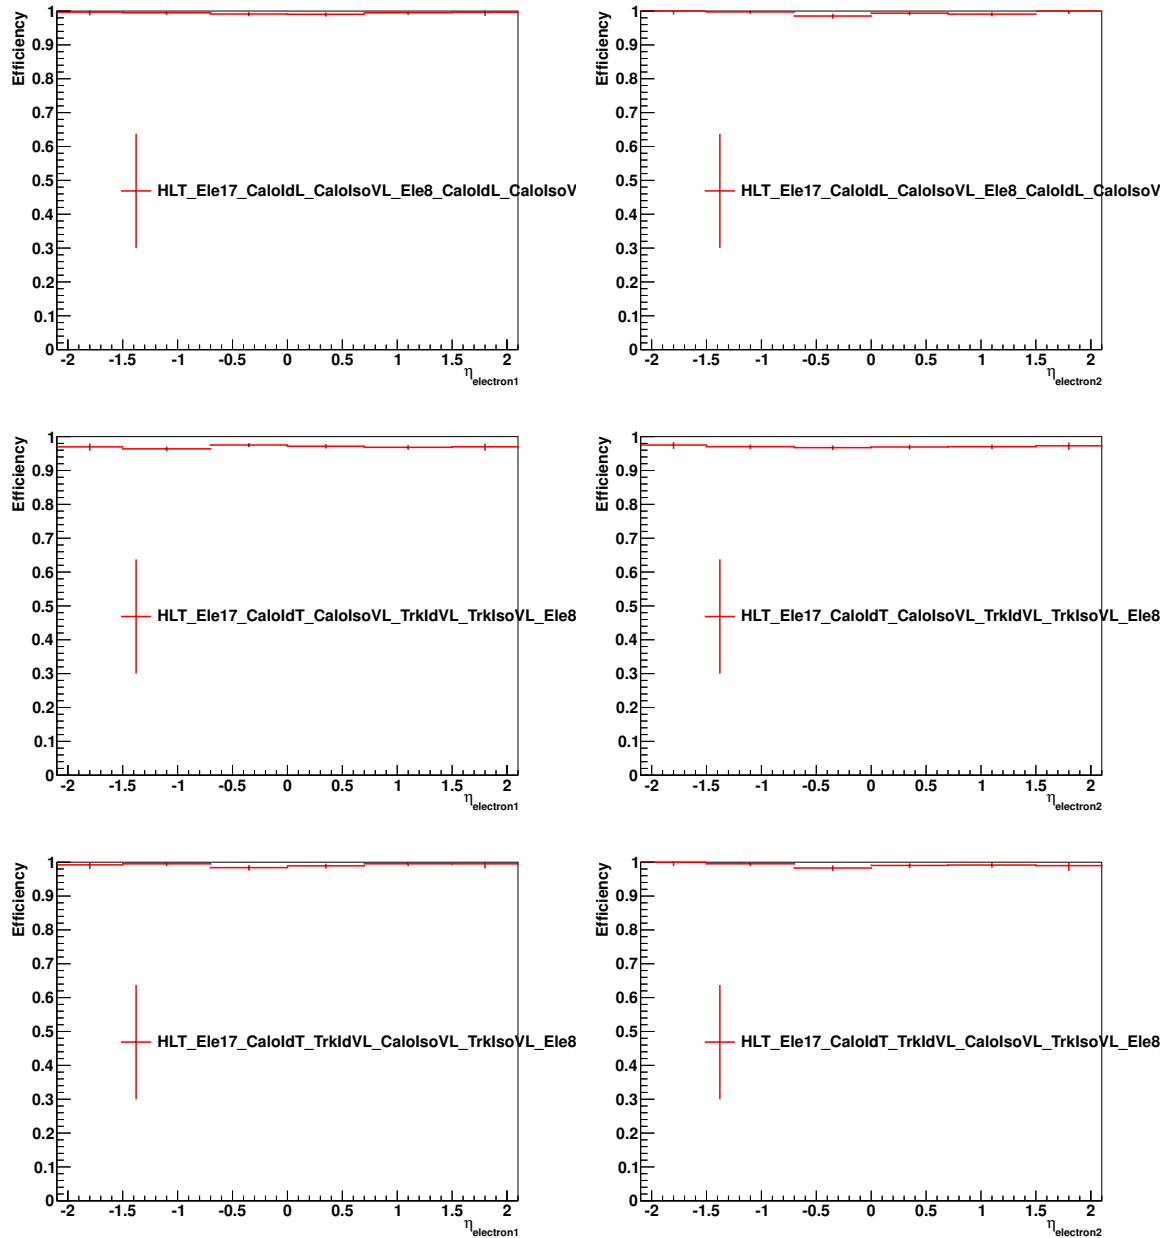 Efficiency
1
0.9
0.8
0.7
0.6
0.5
0.4
0.3
0.2
0.1
0
HLT_Ele17_CaloIdL_CaloIsoVL_Ele8_CaloIdL_CaloIsoV
-2 -1.5 -1 -0.5 0 0.5 1 1.5 2
η electron1
Efficiency
1
0.9
0.8
0.7
0.6
0.5
0.4
0.3
0.2
0.1
0
HLT_Ele17_CaloIdL_CaloIsoVL_Ele8_CaloIdL_CaloIsoV
-2 -1.5 -1 -0.5 0 0.5 1 1.5 2
η electron2
Efficiency
1
0.9
0.8
0.7
0.6
0.5
0.4
0.3
0.2
0.1
0
HLT_Ele17_CaloIdT_CaloIsoVL_TrkIdVL_TrkIsoVL_Ele8
-2 -1.5 -1 -0.5 0 0.5 1 1.5 2
η electron1
Efficiency
1
0.9
0.8
0.7
0.6
0.5
0.4
0.3
0.2
0.1
0
HLT_Ele17_CaloIdT_CaloIsoVL_TrkIdVL_TrkIsoVL_Ele8
-2 -1.5 -1 -0.5 0 0.5 1 1.5 2
η electron2
Efficiency
1
0.9
0.8
0.7
0.6
0.5
0.4
0.3
0.2
0.1
0
HLT_Ele17_CaloIdT_TrkIdVL_CaloIsoVL_TrkIsoVL_Ele8
-2 -1.5 -1 -0.5 0 0.5 1 1.5 2
η electron1
Efficiency
1
0.9
0.8
0.7
0.6
0.5
0.4
0.3
0.2
0.1
0
HLT_Ele17_CaloIdT_TrkIdVL_CaloIsoVL_TrkIsoVL_Ele8
-2 -1.5 -1 -0.5 0 0.5 1 1.5 2
η electron2